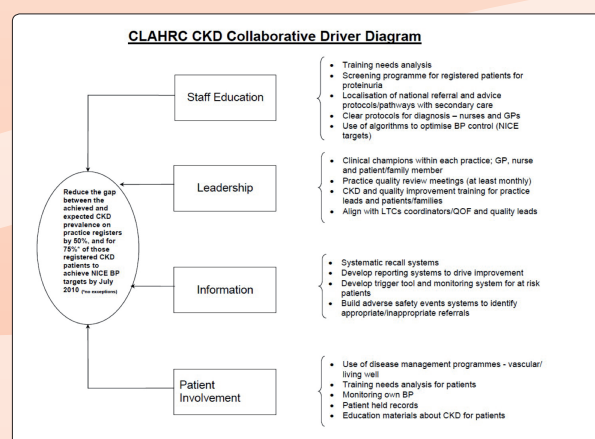 CLAHRC CKD Collaborative Driver Diagram
Staff Education
• Training needs analysis
• Screening programme for registered patients for
proteinuria
• Localisation of national referral and advice
protocols/pathways with secondary care
• Clear protocols for diagnosis – nurses and GPs
• Use of algorithms to optimise BP control (NICE
targets)
Reduce the gap
between the
achieved and
expected CKD
prevalence on
practice registers
by 50%, and for
75%* of those
registered CKD
patients to
achieve NICE BP
targets by July
2010 (*no exceptions)
Leadership
• Clinical champions within each practice; GP, nurse
and patient/family member
• Practice quality review meetings (at least monthly)
• CKD and quality improvement training for practice
leads and patients/families
• Align with LTCs coordinators/QOF and quality leads
Information
• Systematic recall systems
• Develop reporting systems to drive improvement
• Develop trigger tool and monitoring system for at risk
patients
• Build adverse safety events systems to identify
appropriate/inappropriate referrals
Patient
Involvement
• Use of disease management programmes - vascular/
living well
• Training needs analysis for patients
• Monitoring own BP
• Patient held records
• Education materials about CKD for patients